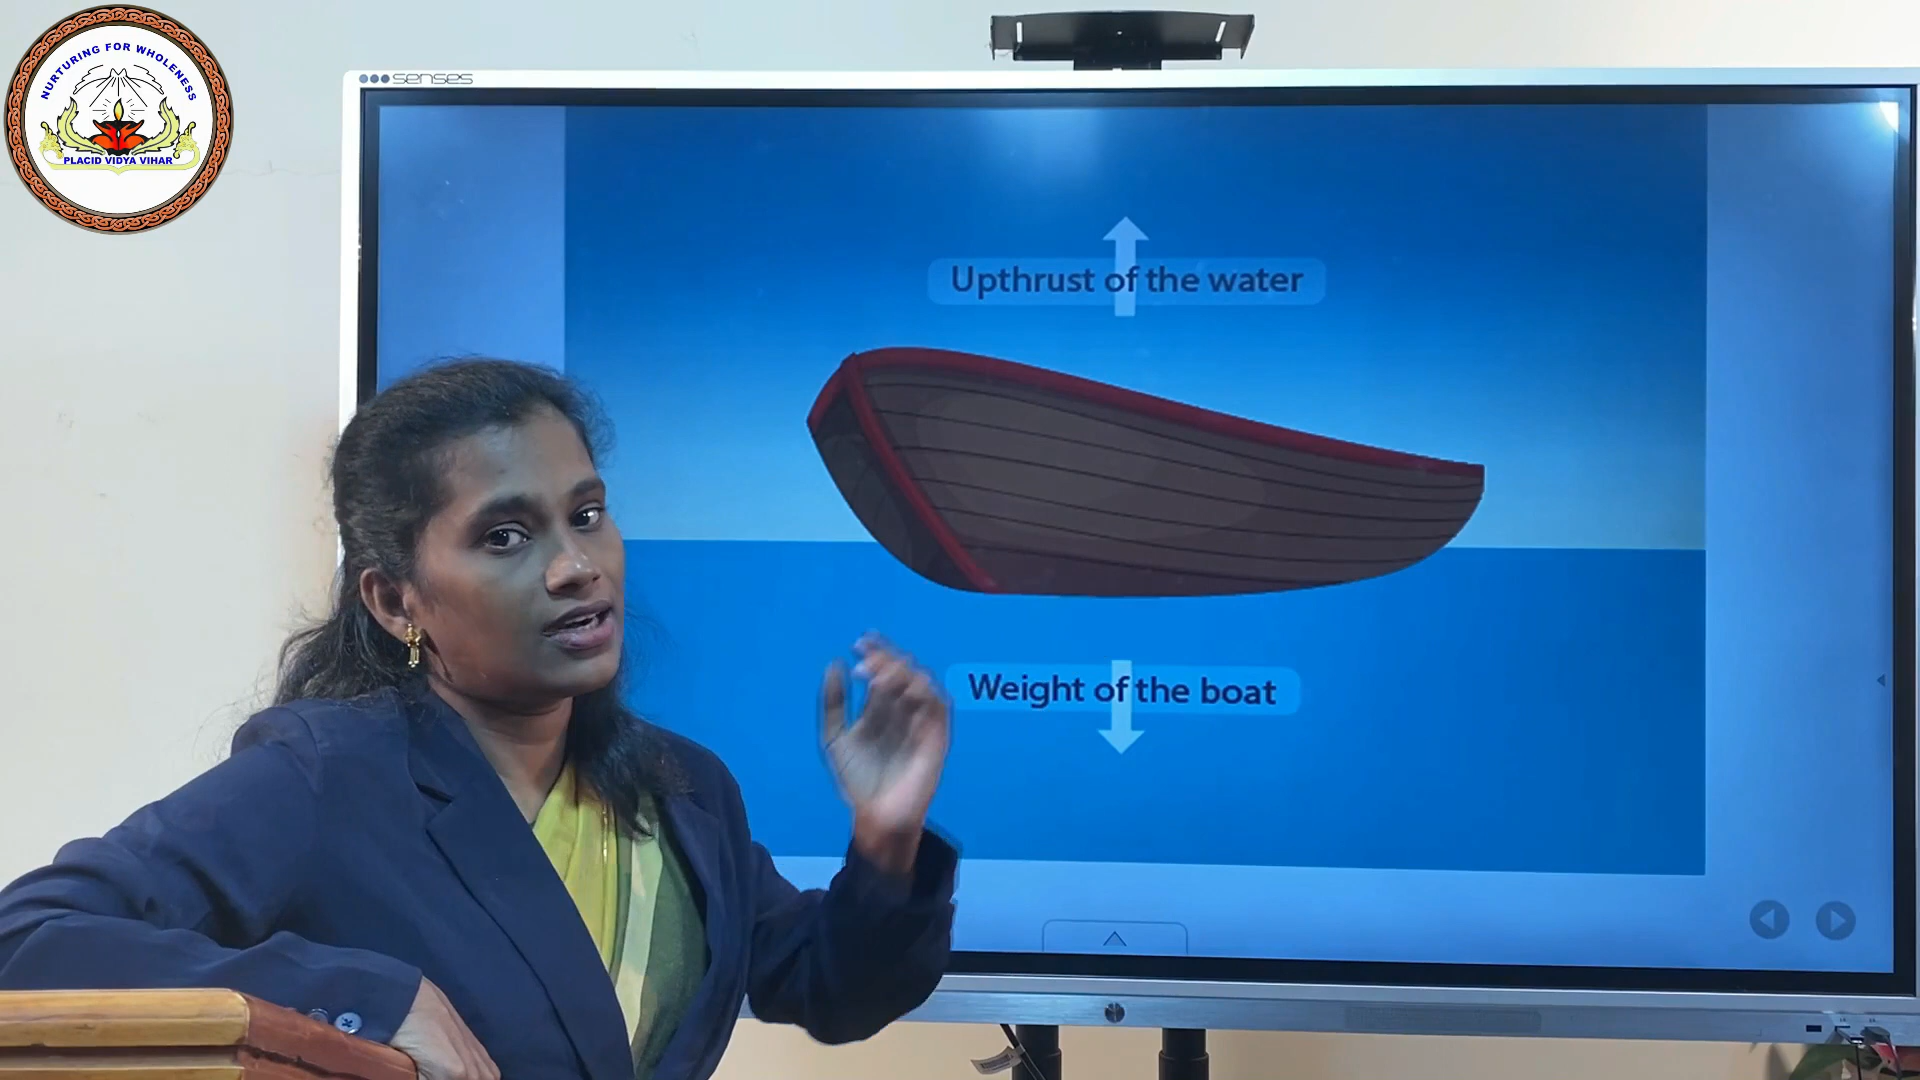 NURTURING FOR WHOLENESS
PLACID VIDYA VIHAR
senses
Upthrust of the water
Weight of the boat